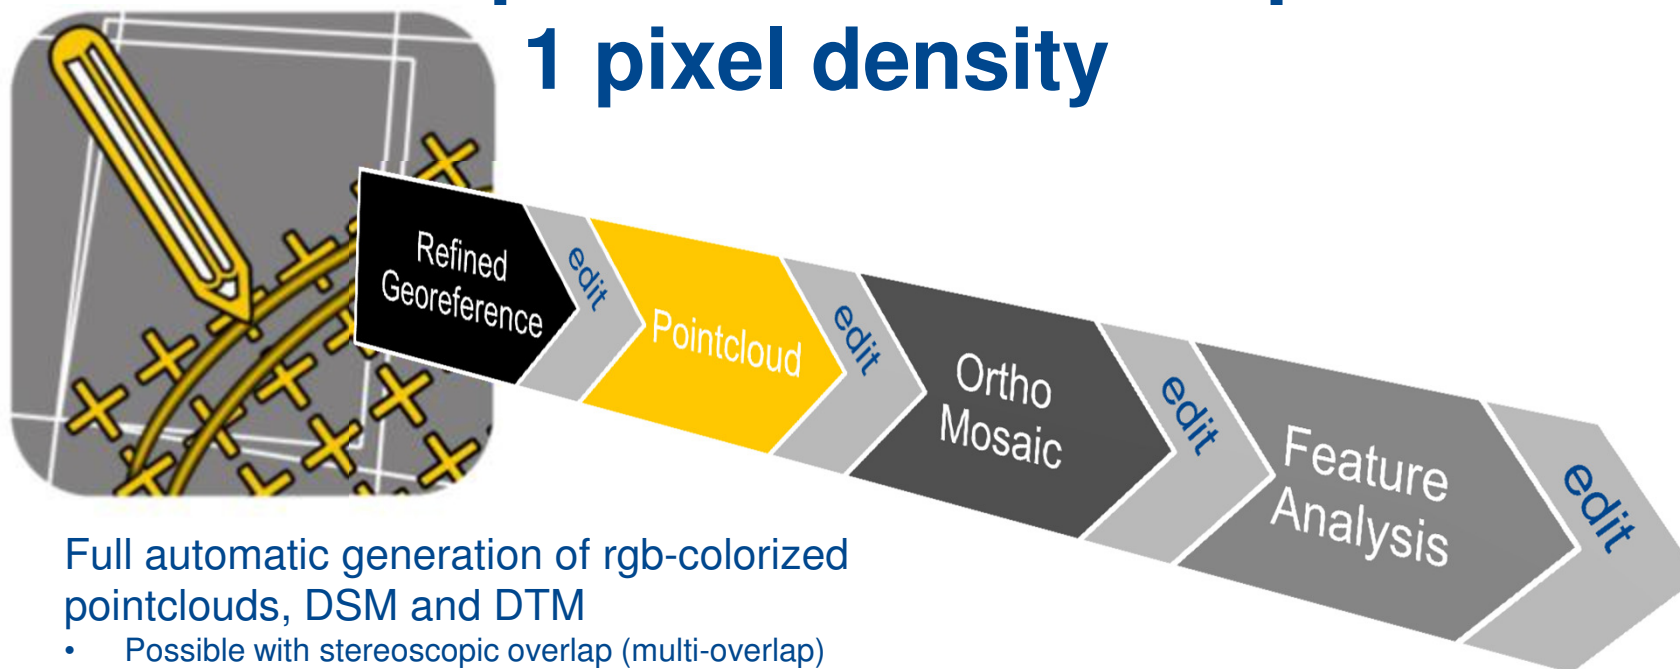 1 pixel density
Refined
Georeference
edit
Pointcloud
edit
Ortho
Mosaic
edit
Feature
Analysis
edit
Full automatic generation of rgb-colorized
pointclouds, DSM and DTM
• Possible with stereoscopic overlap (multi-overlap)